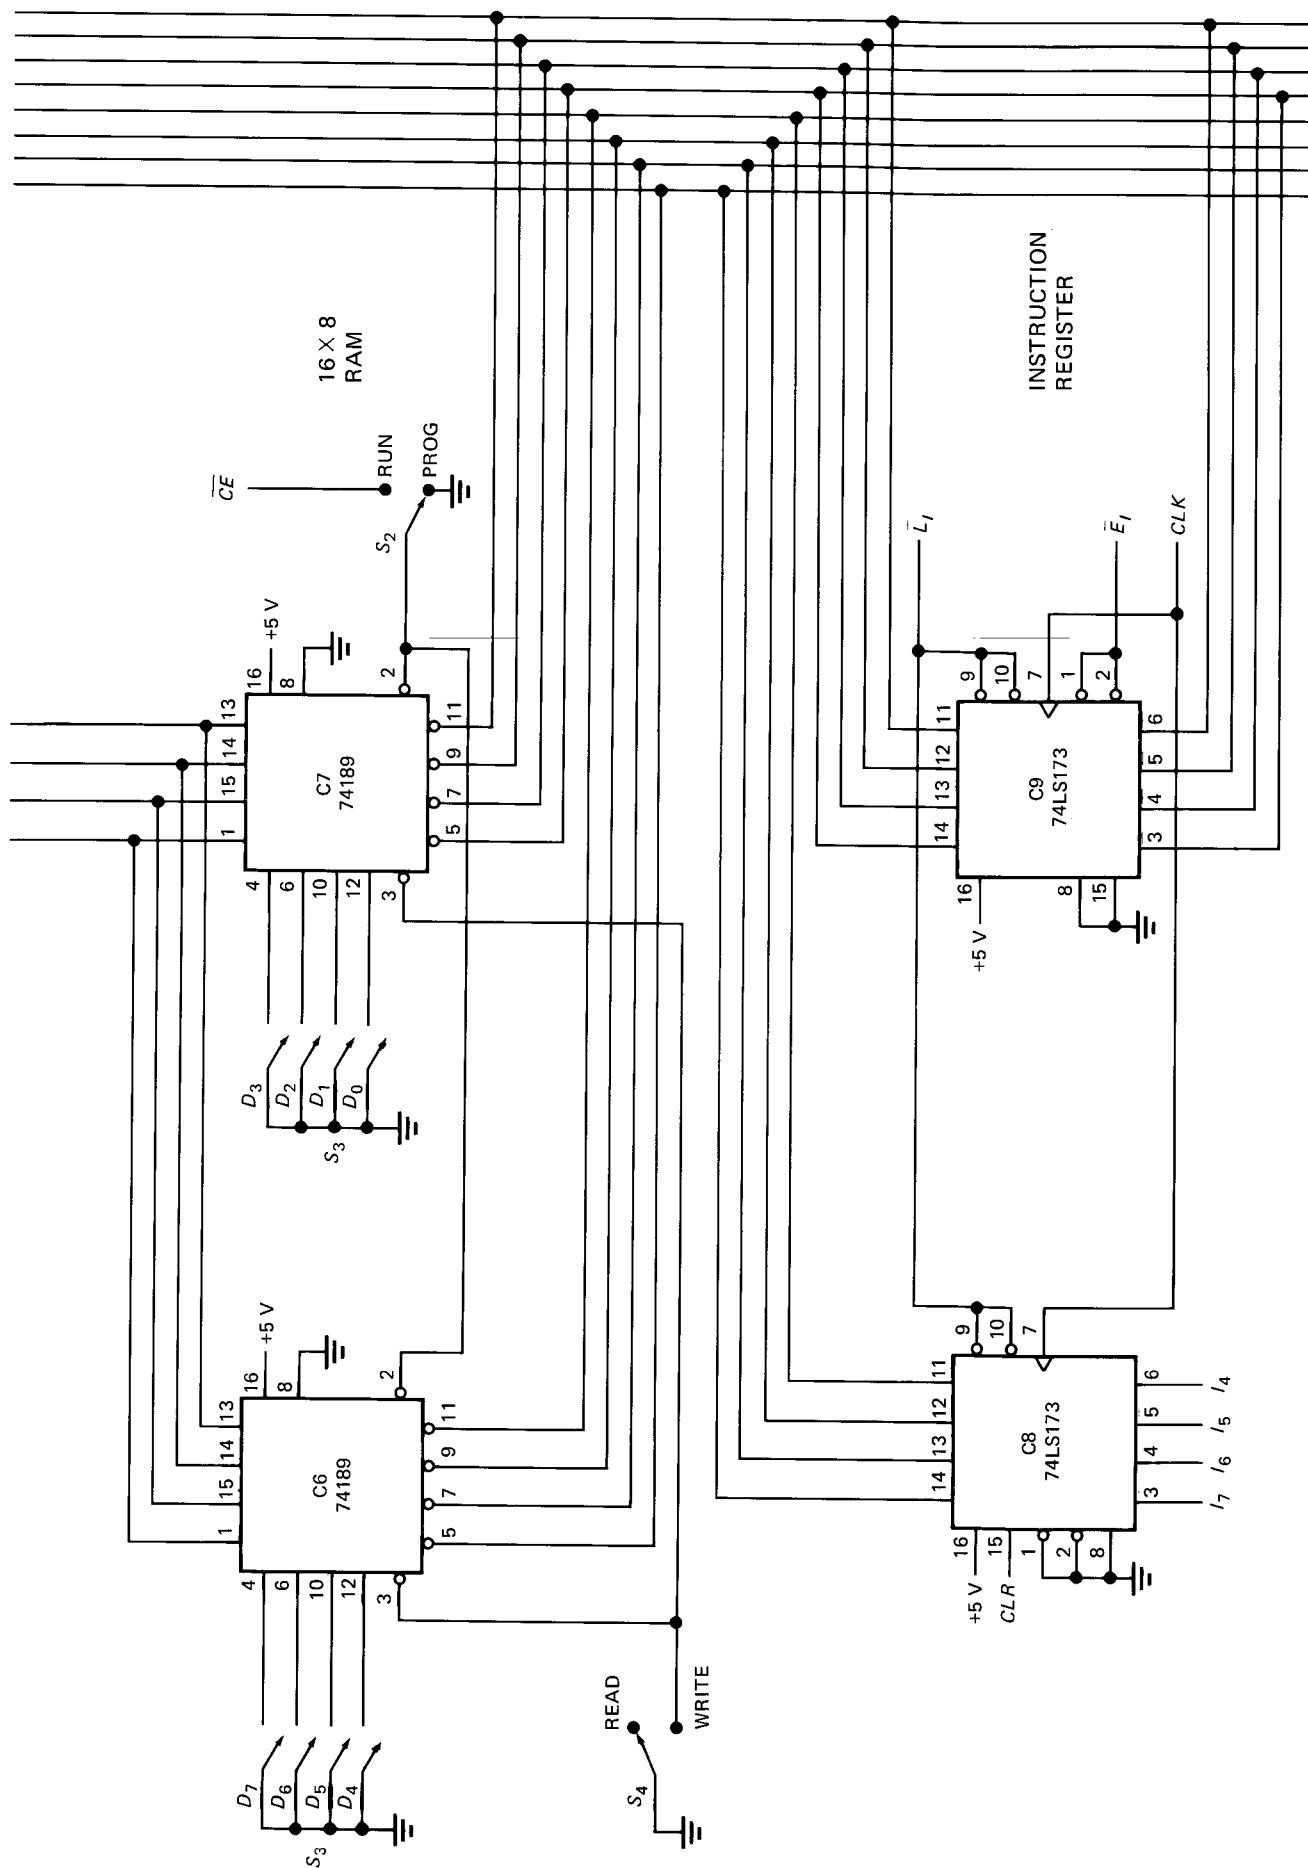 16 × 8
RAM
C̅E̅
RUN
PROG
S₂
+5 V
16
8
13
14
15
1
2
C7
74189
4
6
10
12
3
11
9
7
5
D₃
D₂
D₁
D₀
S₃
+5 V
16
8
13
14
15
1
2
C6
74189
4
6
10
12
3
11
9
7
5
D₇
D₆
D₅
D₄
S₃
READ
WRITE
S₄
INSTRUCTION
REGISTER
L̅I
E̅I
CLK
9
10
7
1
2
11
12
13
14
C9
74LS173
16
+5 V
8
15
6
5
4
3
9
10
7
11
12
13
14
C8
74LS173
16
+5 V
15
CLR
1
2
8
6
5
4
3
I₄
I₅
I₆
I₇